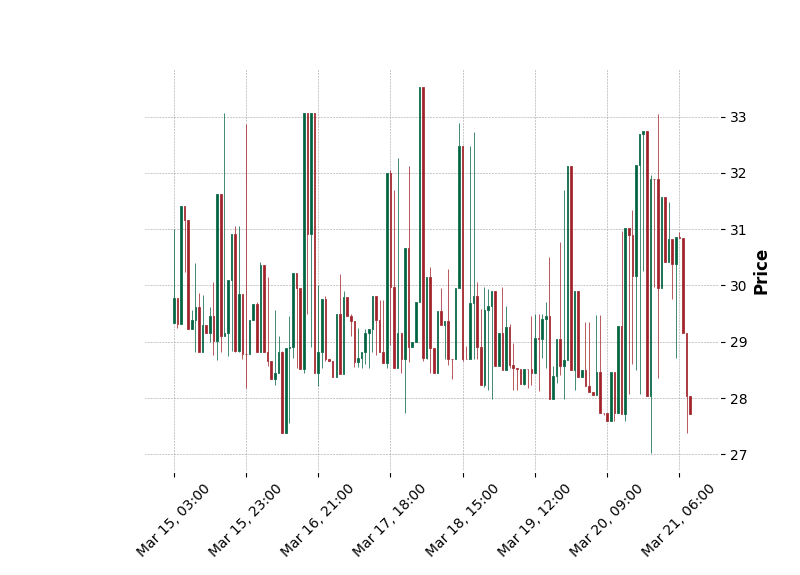 33
32
31
30
29
28
27
Price
Mar 15, 03:00
Mar 15, 23:00
Mar 16, 21:00
Mar 17, 18:00
Mar 18, 15:00
Mar 19, 12:00
Mar 20, 09:00
Mar 21, 06:00